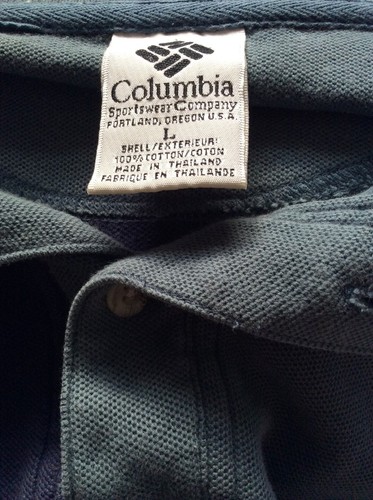 Columbia
Sportswear Company
PORTLAND, OREGON U.S.A.
L
SHELL/EXTERIEUR:
100% COTTON/COTON
MADE IN THAILAND
FABRIQUE EN THAILANDE